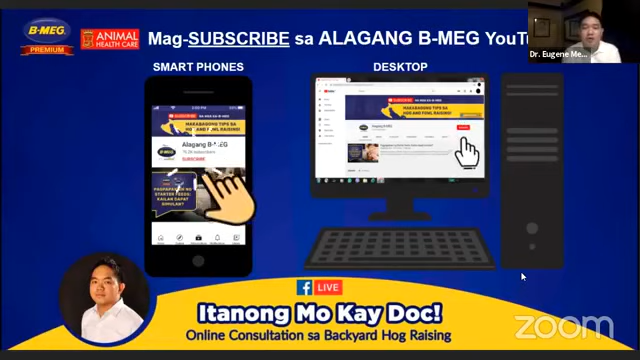 B-MEG
PREMIUM
ANIMAL
HEALTH CARE
Mag-SUBSCRIBE sa ALAGANG B-MEG YouTu
Dr. Eugene Me...
SMART PHONES
DESKTOP
MAKABAGONG TIPS SA
HOG AND FOWL RAISING!
Alagang B-MEG
SUBSCRIBE
STARTER FEEDS:
KAILAN DAPAT
SIMULAN?
MAKABAGONG TIPS SA
HOG AND FOWL RAISING!
LIVE
Itanong Mo Kay Doc!
Online Consultation sa Backyard Hog Raising
zoom